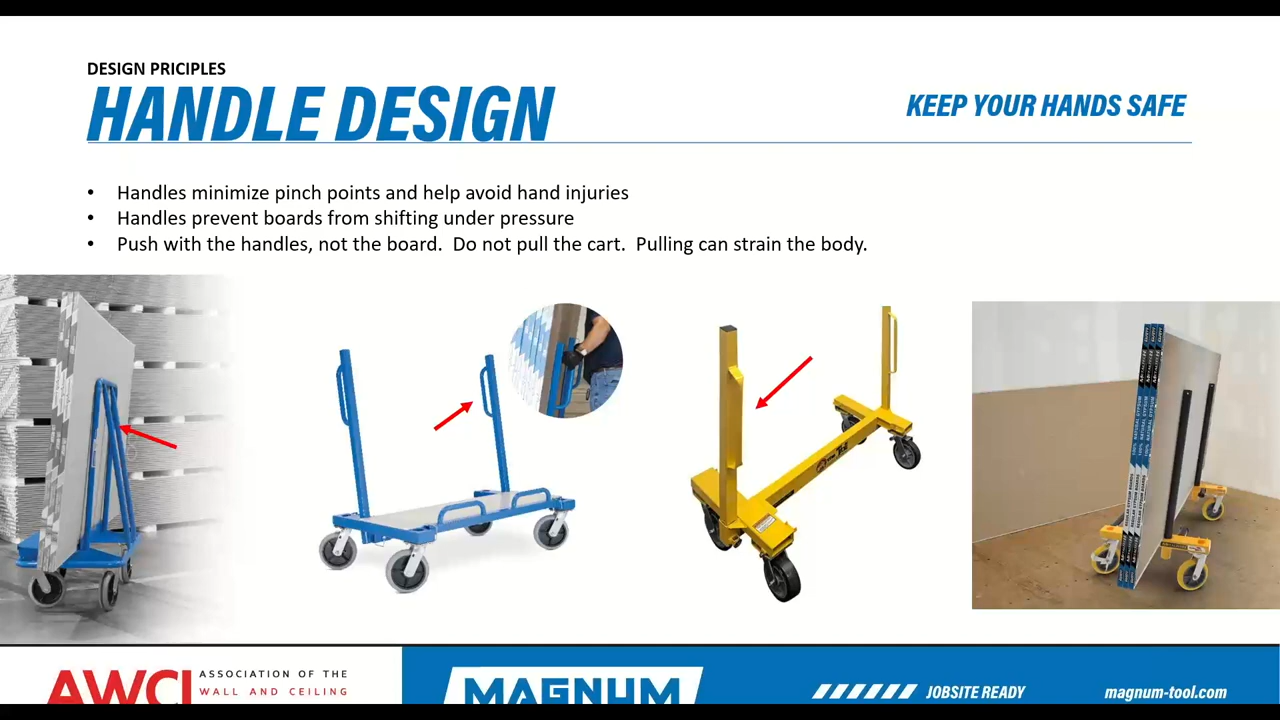 DESIGN PRICIPLES
HANDLE DESIGN
KEEP YOUR HANDS SAFE
• Handles minimize pinch points and help avoid hand injuries
• Handles prevent boards from shifting under pressure
• Push with the handles, not the board.  Do not pull the cart.  Pulling can strain the body.
AWCI
ASSOCIATION OF THE
WALL AND CEILING
MAGNUM
JOBSITE READY
magnum-tool.com